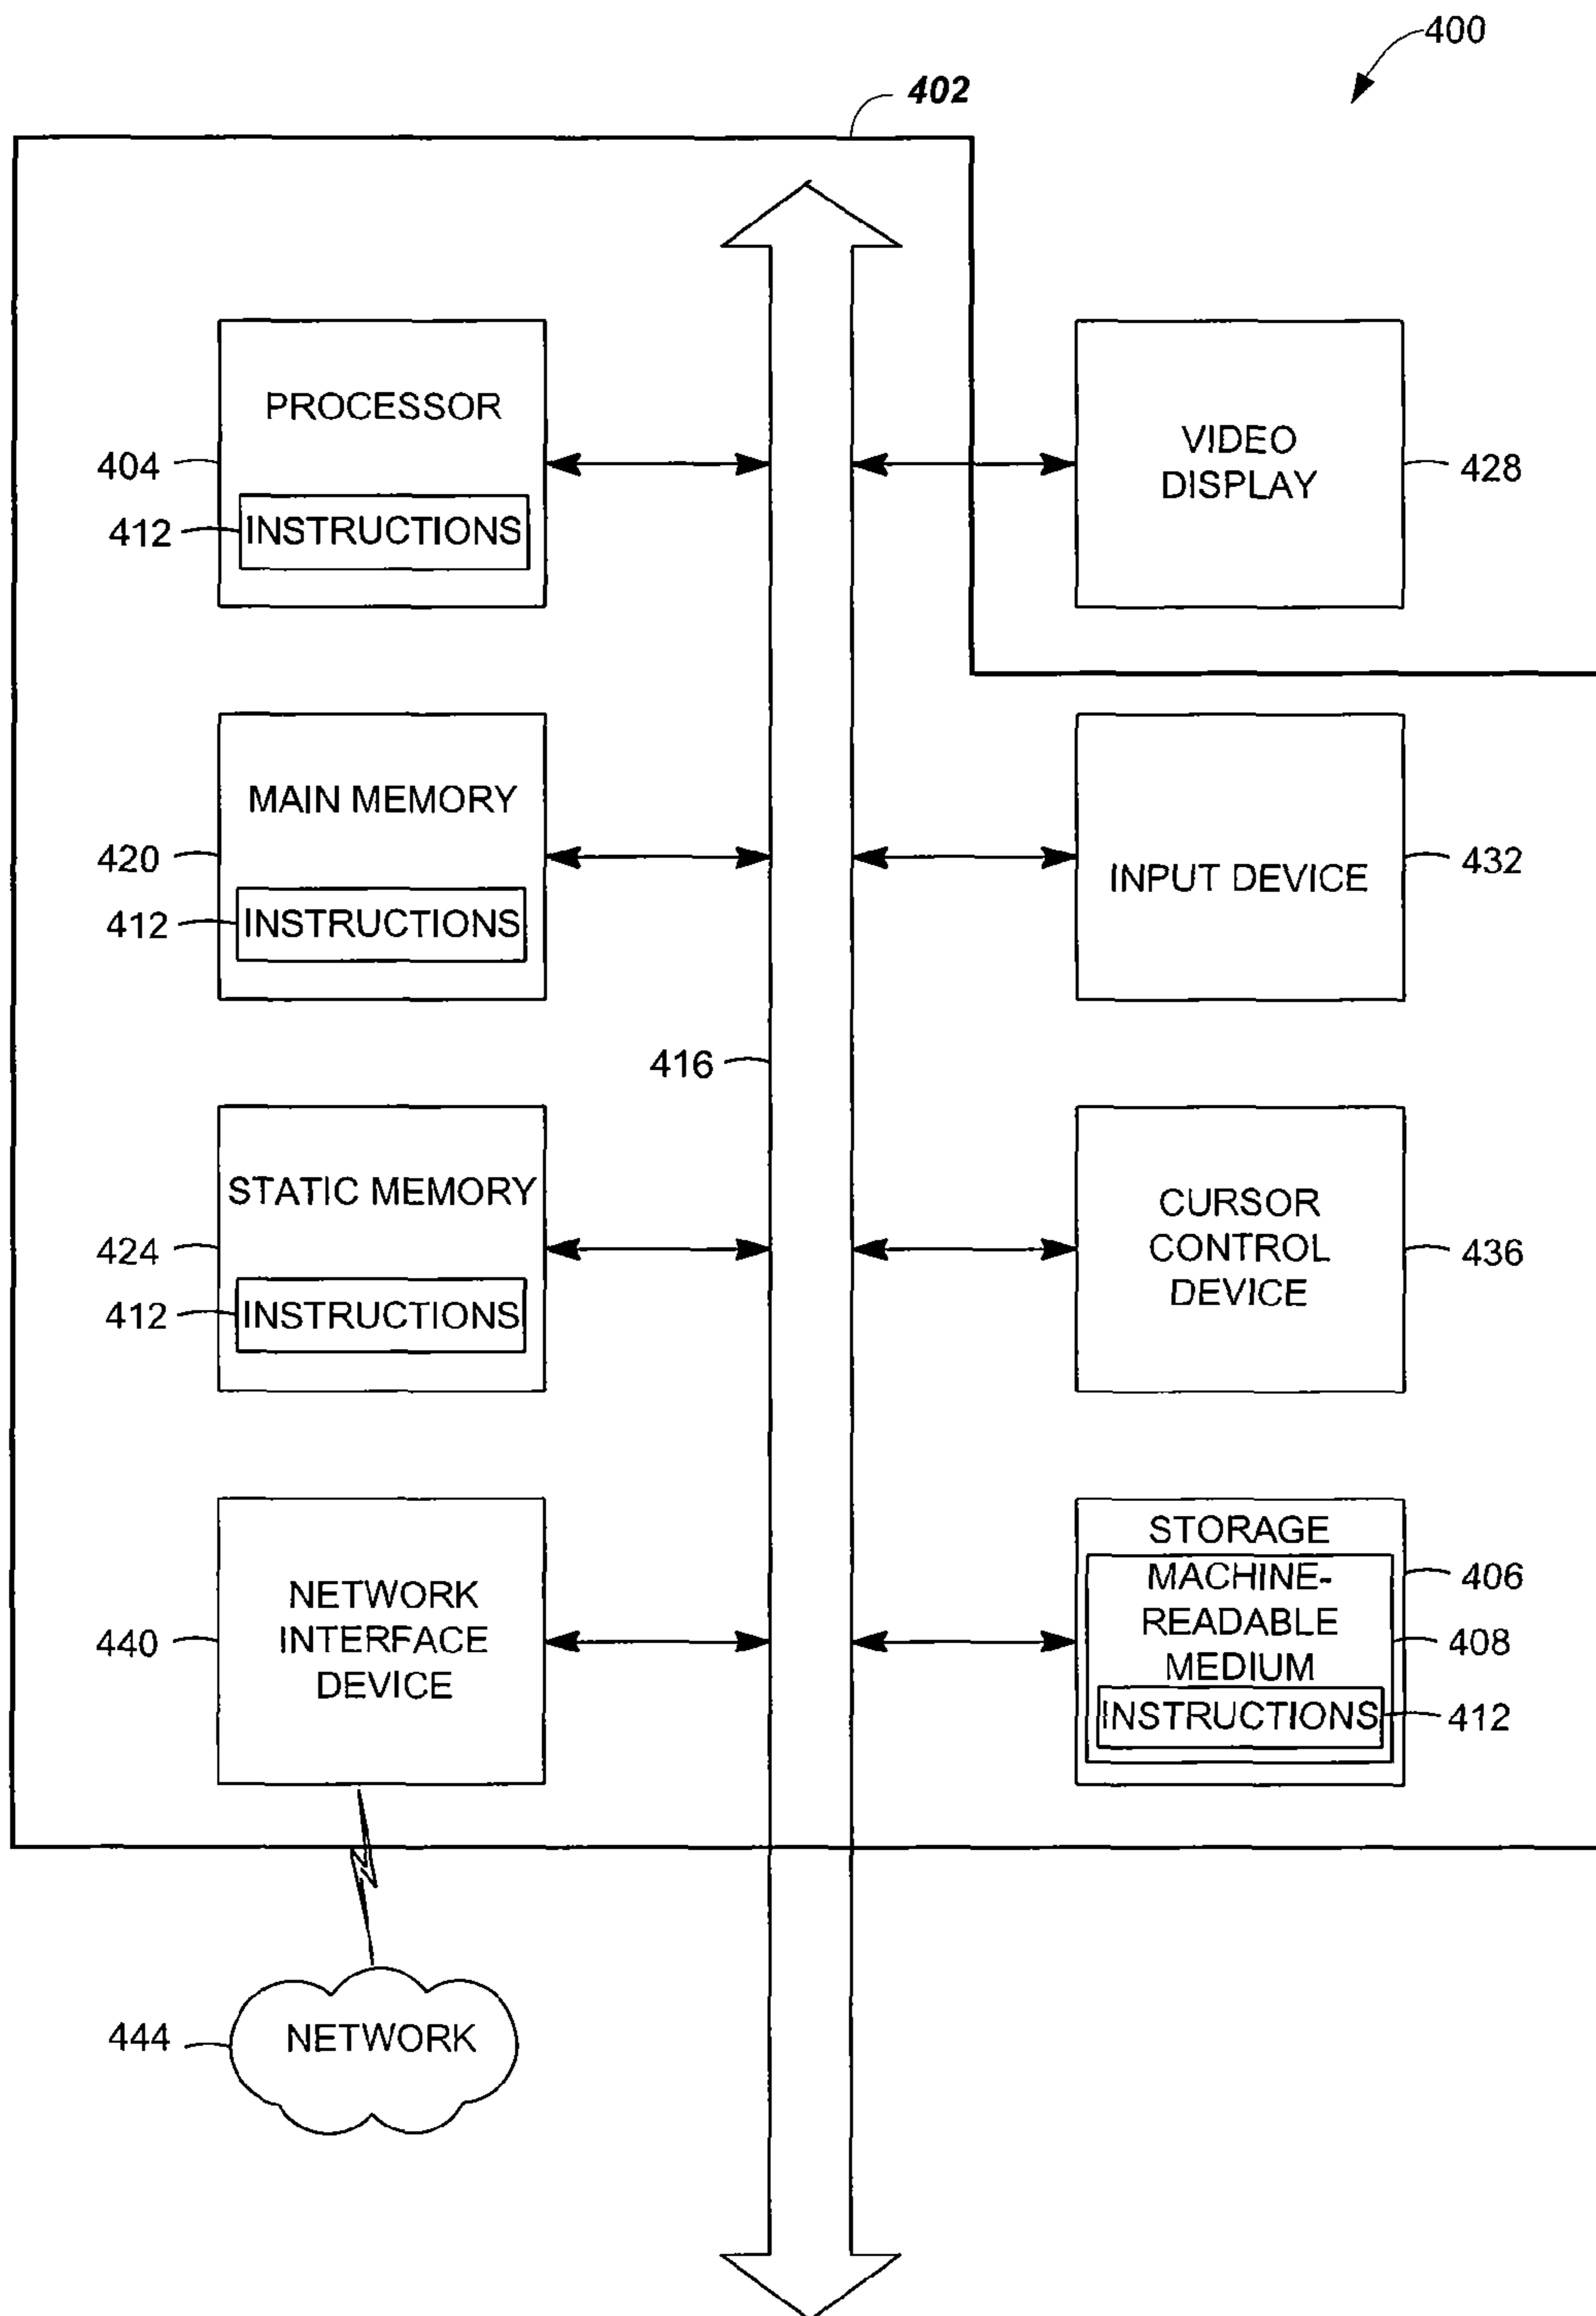 400
402
PROCESSOR
404
412
INSTRUCTIONS
VIDEO
DISPLAY
428
MAIN MEMORY
420
412
INSTRUCTIONS
INPUT DEVICE
432
416
STATIC MEMORY
424
412
INSTRUCTIONS
CURSOR
CONTROL
DEVICE
436
NETWORK
INTERFACE
DEVICE
440
STORAGE
MACHINE-
READABLE
MEDIUM
INSTRUCTIONS
406
408
412
444
NETWORK